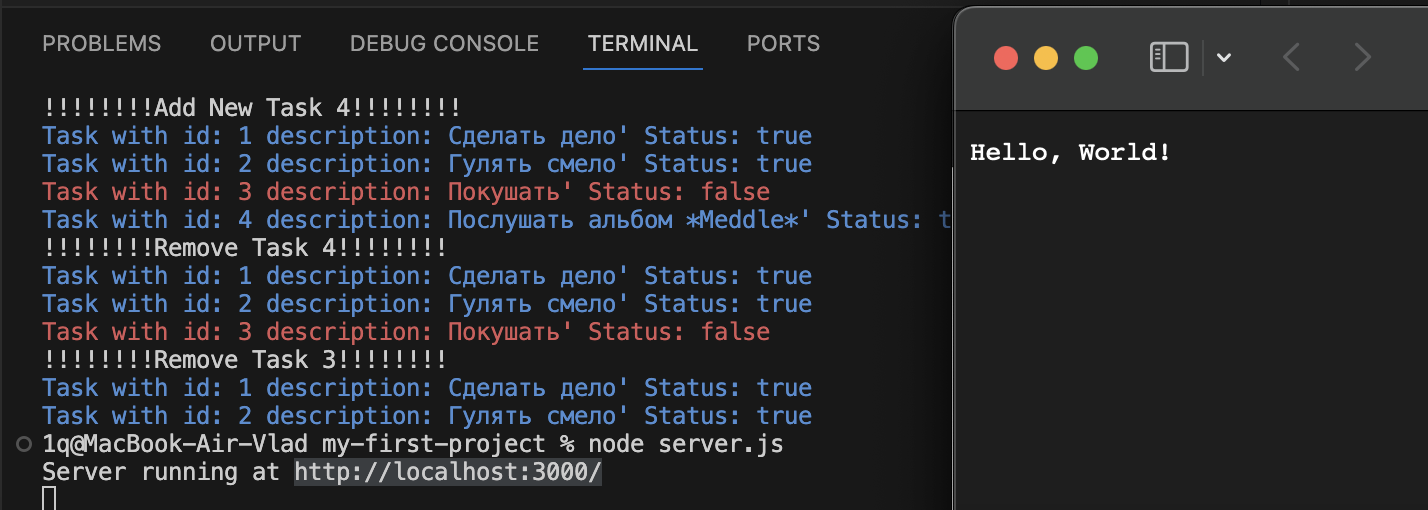 PROBLEMS OUTPUT DEBUG CONSOLE TERMINAL PORTS
!!!!!!!!Add New Task 4!!!!!!!!
Task with id: 1 description: Сделать дело' Status: true
Task with id: 2 description: Гулять смело' Status: true
Task with id: 3 description: Покушать' Status: false
Task with id: 4 description: Послушать альбом *Meddle*' Status: t
!!!!!!!!Remove Task 4!!!!!!!!
Task with id: 1 description: Сделать дело' Status: true
Task with id: 2 description: Гулять смело' Status: true
Task with id: 3 description: Покушать' Status: false
!!!!!!!!Remove Task 3!!!!!!!!
Task with id: 1 description: Сделать дело' Status: true
Task with id: 2 description: Гулять смело' Status: true
1q@MacBook-Air-Vlad my-first-project % node server.js
Server running at http://localhost:3000/
Hello, World!